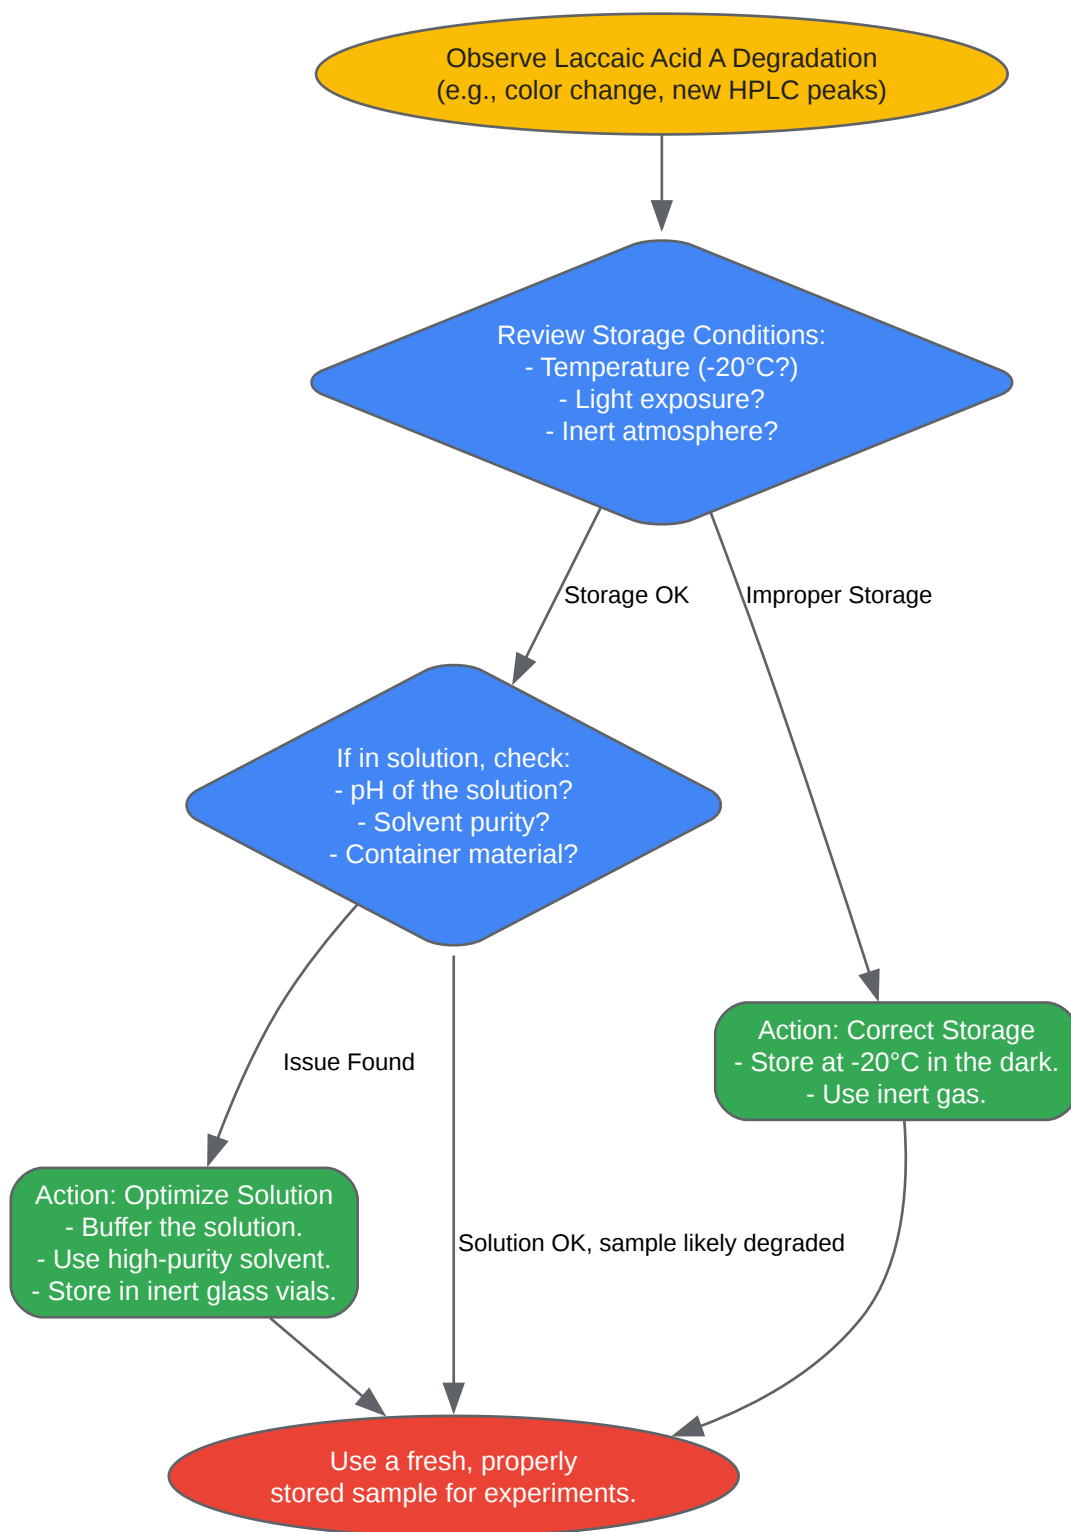 Observe Laccaic Acid A Degradation
(e.g., color change, new HPLC peaks)
Review Storage Conditions:
- Temperature (-20°C?)
- Light exposure?
- Inert atmosphere?
Storage OK
Improper Storage
If in solution, check:
- pH of the solution?
- Solvent purity?
- Container material?
Issue Found
Action: Correct Storage
- Store at -20°C in the dark.
- Use inert gas.
Action: Optimize Solution
- Buffer the solution.
- Use high-purity solvent.
- Store in inert glass vials.
Solution OK, sample likely degraded
Use a fresh, properly
stored sample for experiments.